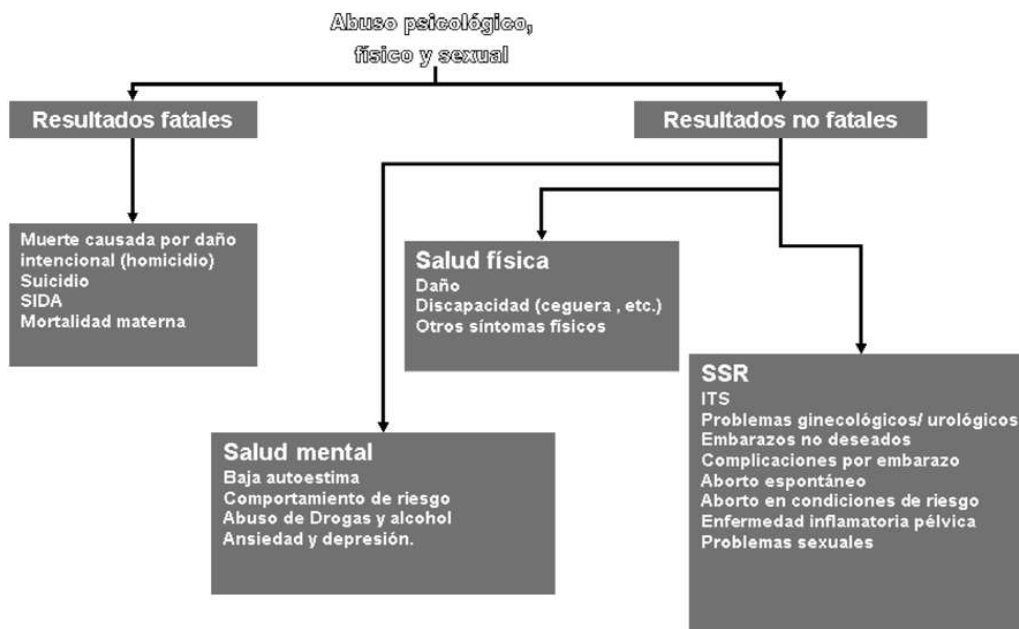 Abuso psicológico,
físico y sexual
Resultados fatales
Resultados no fatales
Muerte causada por daño
intencional (homicidio)
Suicidio
SIDA
Mortalidad materna
Salud física
Daño
Discapacidad (ceguera , etc.)
Otros síntomas físicos
Salud mental
Baja autoestima
Comportamiento de riesgo
Abuso de Drogas y alcohol
Ansiedad y depresión.
SSR
ITS
Problemas ginecológicos/ urológicos
Embarazos no deseados
Complicaciones por embarazo
Aborto espontáneo
Aborto en condiciones de riesgo
Enfermedad inflamatoria pélvica
Problemas sexuales